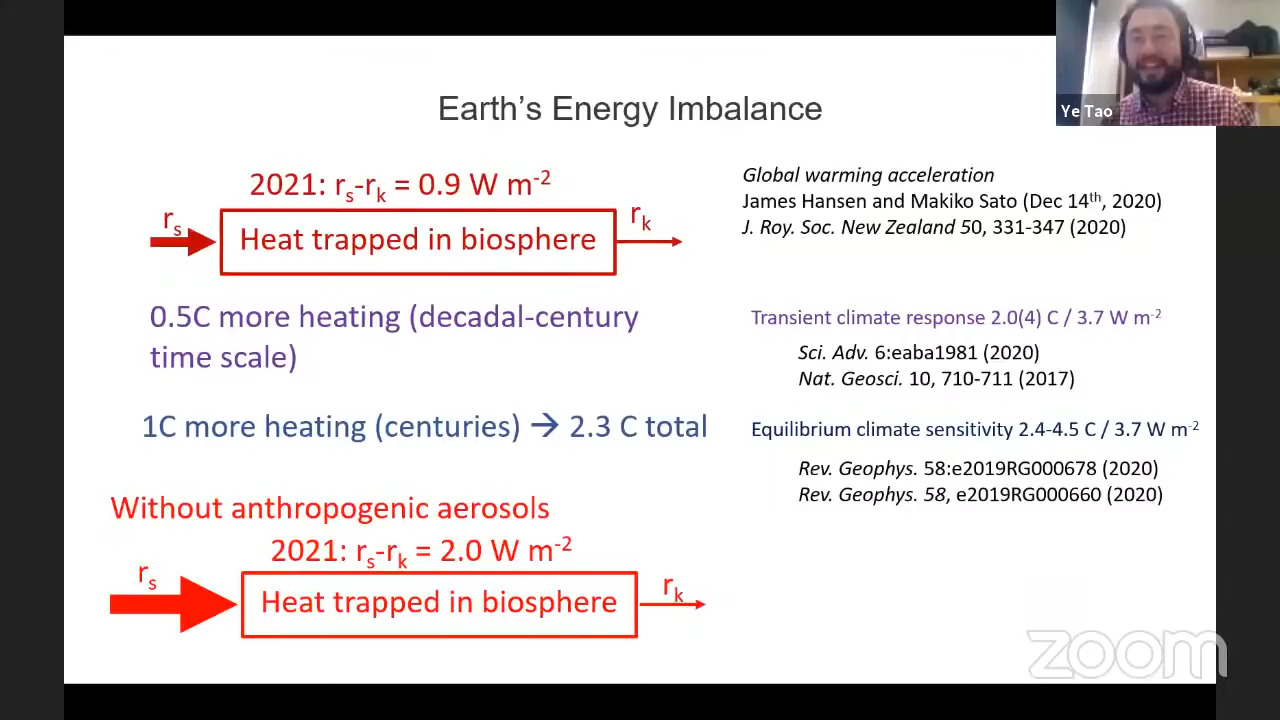 Earth's Energy Imbalance
Ye Tao
2021: rs-rk = 0.9 W m-2
rs
Heat trapped in biosphere
rk
Global warming acceleration
James Hansen and Makiko Sato (Dec 14th, 2020)
J. Roy. Soc. New Zealand 50, 331-347 (2020)
0.5C more heating (decadal-century
time scale)
Transient climate response 2.0(4) C / 3.7 W m-2
Sci. Adv. 6:eaba1981 (2020)
Nat. Geosci. 10, 710-711 (2017)
1C more heating (centuries) → 2.3 C total
Equilibrium climate sensitivity 2.4-4.5 C / 3.7 W m-2
Rev. Geophys. 58:e2019RG000678 (2020)
Rev. Geophys. 58, e2019RG000660 (2020)
Without anthropogenic aerosols
2021: rs-rk = 2.0 W m-2
rs
Heat trapped in biosphere
rk
zoom